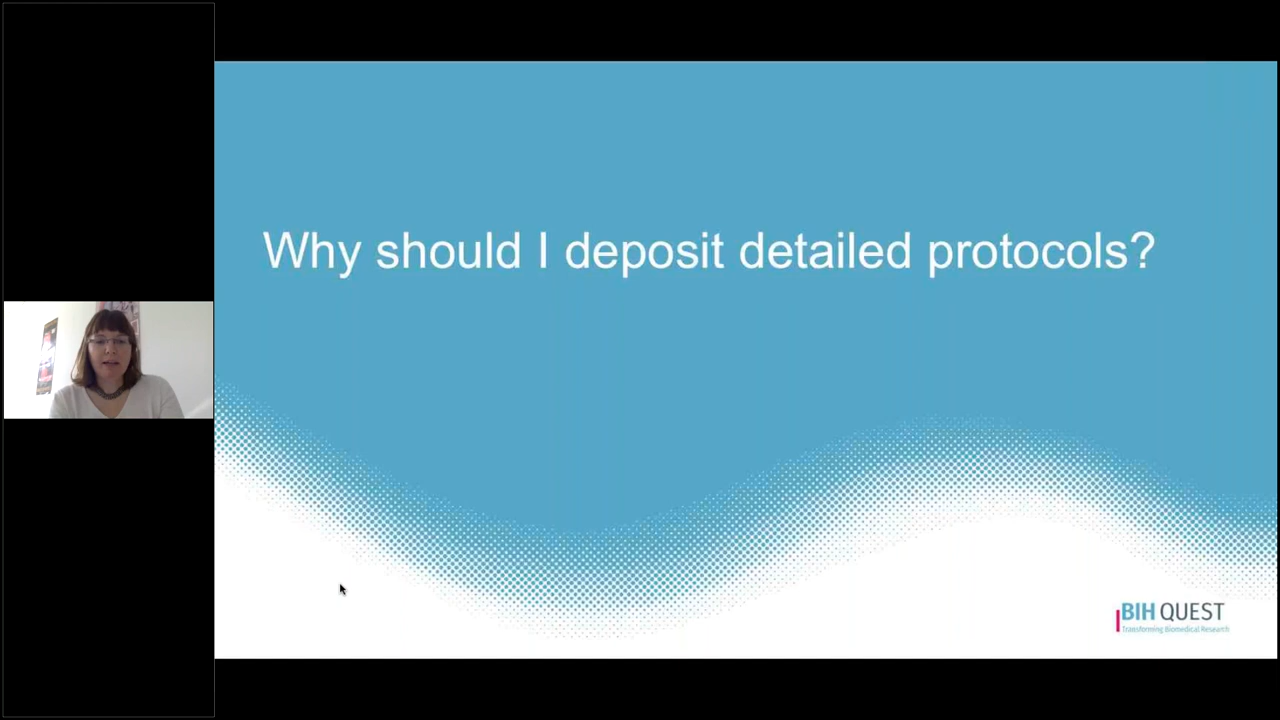 Why should I deposit detailed protocols?
BIH QUEST
Transforming Biomedical Research